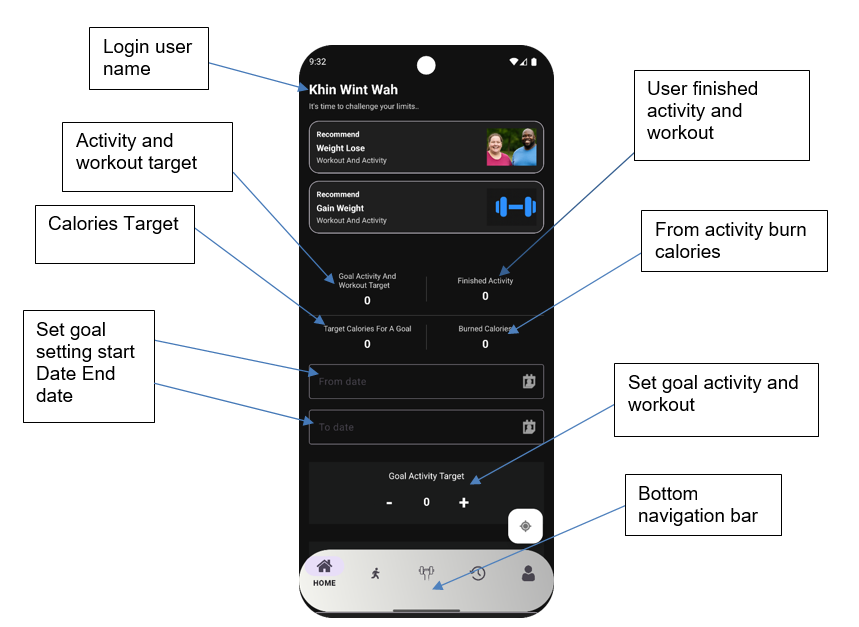 Login user
name
Activity and
workout target
Calories Target
Set goal
setting start
Date End
date
9:32
Khin Wint Wah
It's time to challenge your limits..
Recommend
Weight Lose
Workout And Activity
Recommend
Gain Weight
Workout And Activity
Goal Activity And
Workout Target
0
Finished Activity
0
Target Calories For A Goal
0
Burned Calories
0
From date
To date
Goal Activity Target
- 0 +
HOME
User finished
activity and
workout
From activity burn
calories
Set goal activity and
workout
Bottom
navigation bar